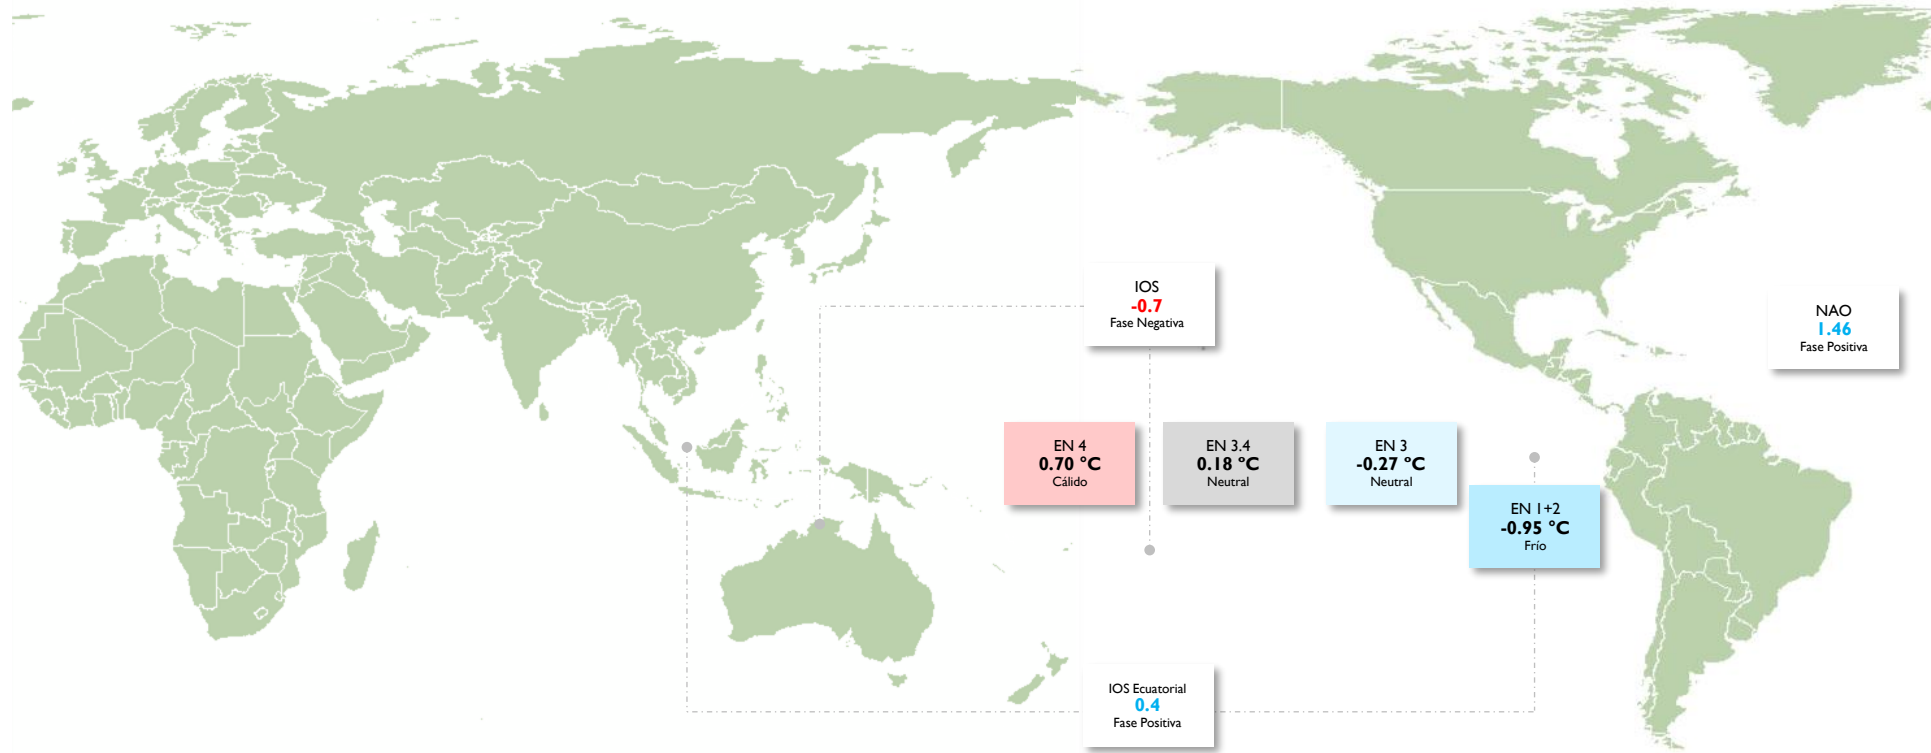 IOS
-0.7
Fase Negativa
NAO
1.46
Fase Positiva
EN 4
0.70 °C
Cálido
EN 3.4
0.18 °C
Neutral
EN 3
-0.27 °C
Neutral
EN 1+2
-0.95 °C
Frío
IOS Ecuatorial
0.4
Fase Positiva